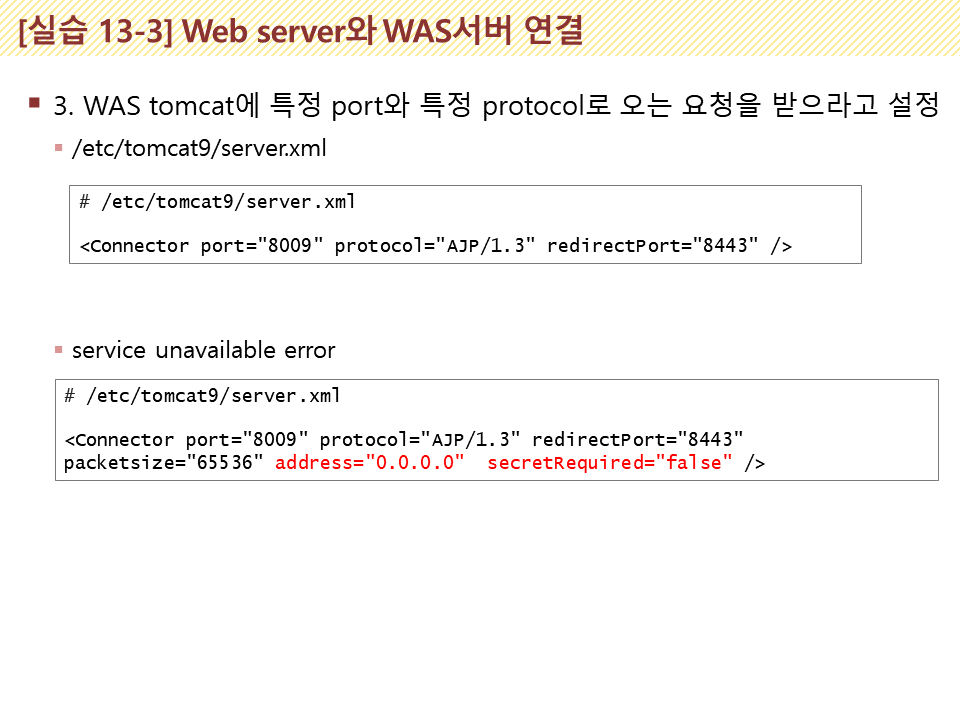 [실습 13-3] Web server와 WAS서버 연결
3. WAS tomcat에 특정 port와 특정 protocol로 오는 요청을 받으라고 설정
/etc/tomcat9/server.xml
# /etc/tomcat9/server.xml
<Connector port="8009" protocol="AJP/1.3" redirectPort="8443" />
service unavailable error
# /etc/tomcat9/server.xml
<Connector port="8009" protocol="AJP/1.3" redirectPort="8443"
packetsize="65536" address="0.0.0.0"  secretRequired="false" />